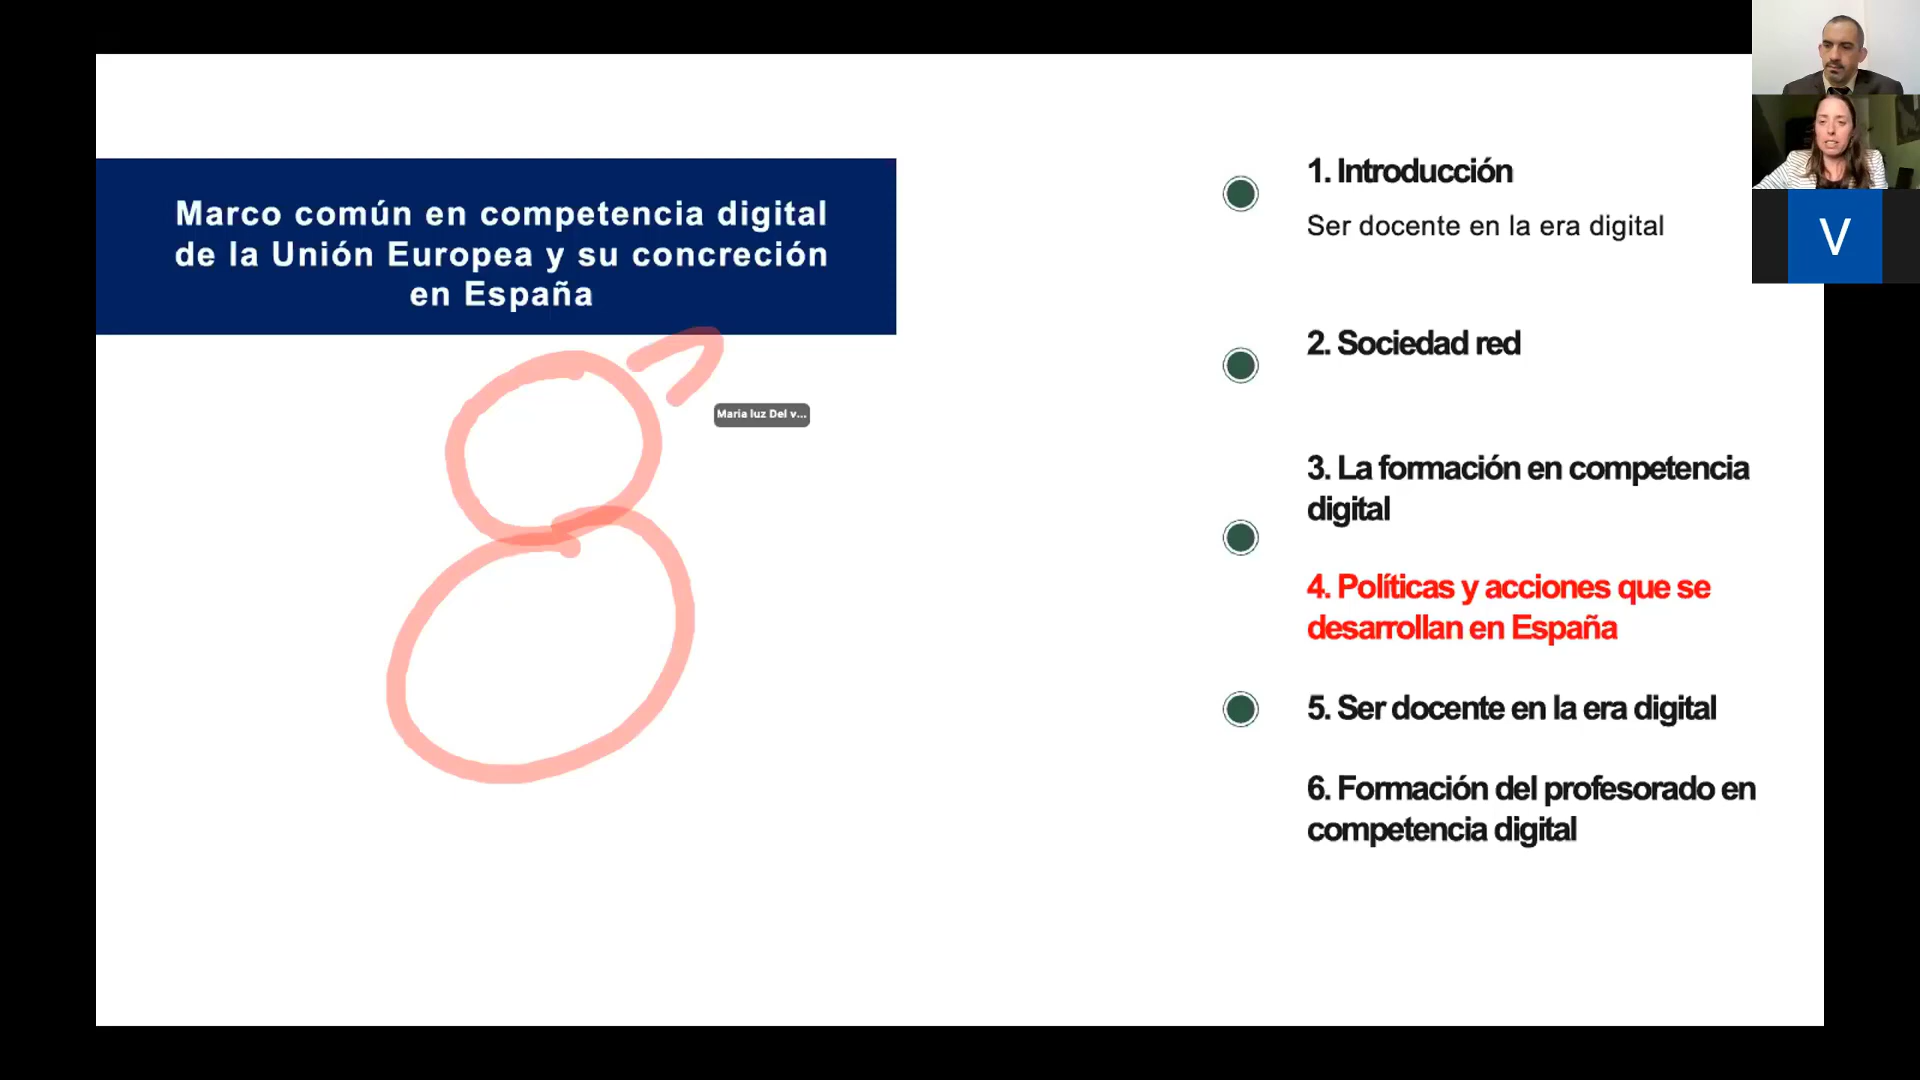 Marco común en competencia digital
de la Unión Europea y su concreción
en España
Maria luz Del v...
1. Introducción
Ser docente en la era digital
2. Sociedad red
3. La formación en competencia
digital
4. Políticas y acciones que se
desarrollan en España
5. Ser docente en la era digital
6. Formación del profesorado en
competencia digital
V